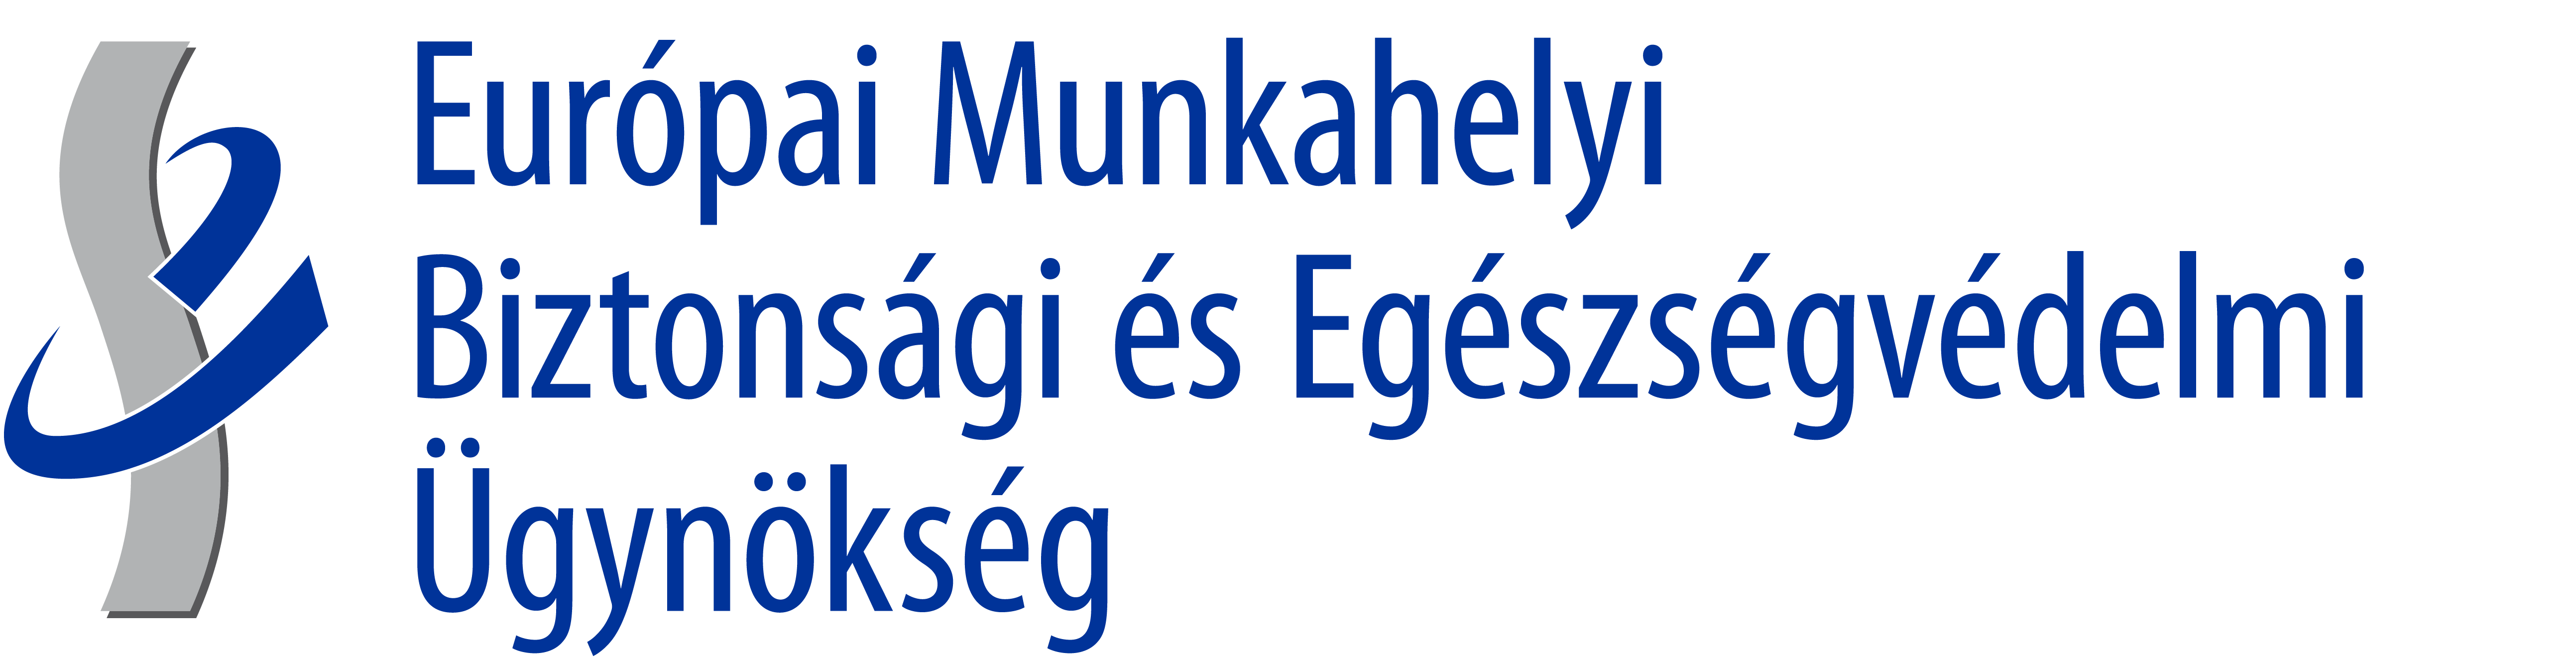 Európai Munkahelyi
Biztonsági és Egészségvédelmi
Ügynökség